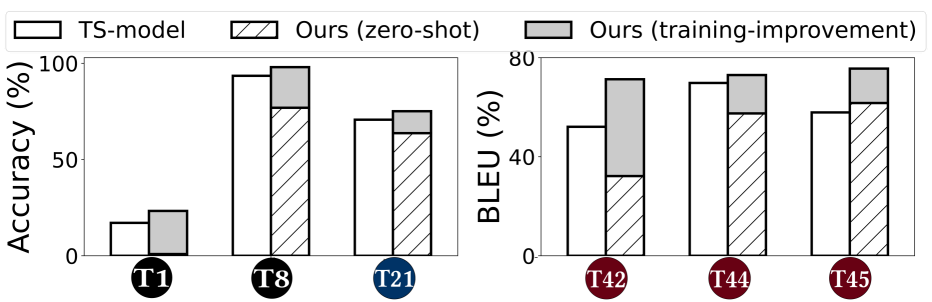 TS-model Ours (zero-shot) Ours (training-improvement)
Accuracy (%)
100
50
0
T1 T8 T21
BLEU (%)
80
40
0
T42 T44 T45